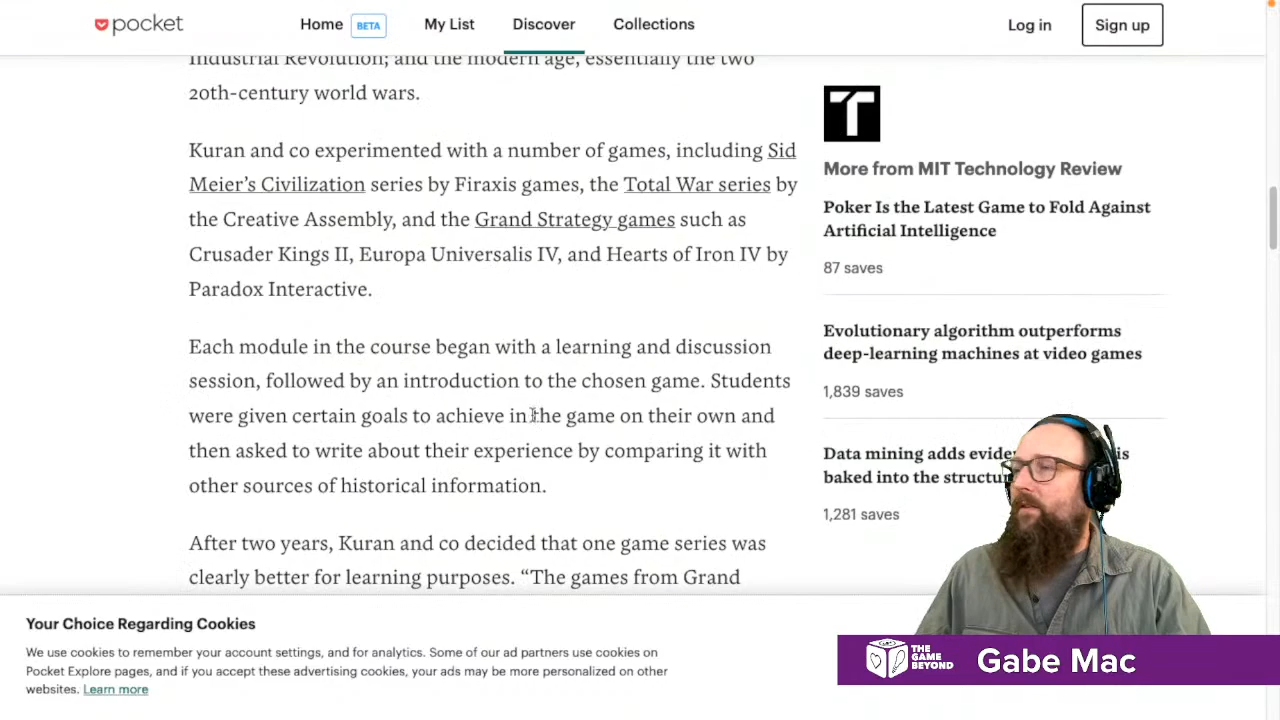 pocket
Home BETA My List Discover Collections Log in Sign up
Industrial Revolution; and the modern age, essentially the two
20th-century world wars.
Kuran and co experimented with a number of games, including Sid
Meier's Civilization series by Firaxis games, the Total War series by
the Creative Assembly, and the Grand Strategy games such as
Crusader Kings II, Europa Universalis IV, and Hearts of Iron IV by
Paradox Interactive.
Each module in the course began with a learning and discussion
session, followed by an introduction to the chosen game. Students
were given certain goals to achieve in the game on their own and
then asked to write about their experience by comparing it with
other sources of historical information.
After two years, Kuran and co decided that one game series was
clearly better for learning purposes. “The games from Grand
T
More from MIT Technology Review
Poker Is the Latest Game to Fold Against
Artificial Intelligence
87 saves
Evolutionary algorithm outperforms
deep-learning machines at video games
1,839 saves
Data mining adds evide is
baked into the structu
1,281 saves
Your Choice Regarding Cookies
We use cookies to remember your account settings, and for analytics. Some of our ad partners use cookies on
Pocket Explore pages, and if you accept these advertising cookies, your ads may be more personalized on other
websites. Learn more
THE
GAME
BEYOND
Gabe Mac